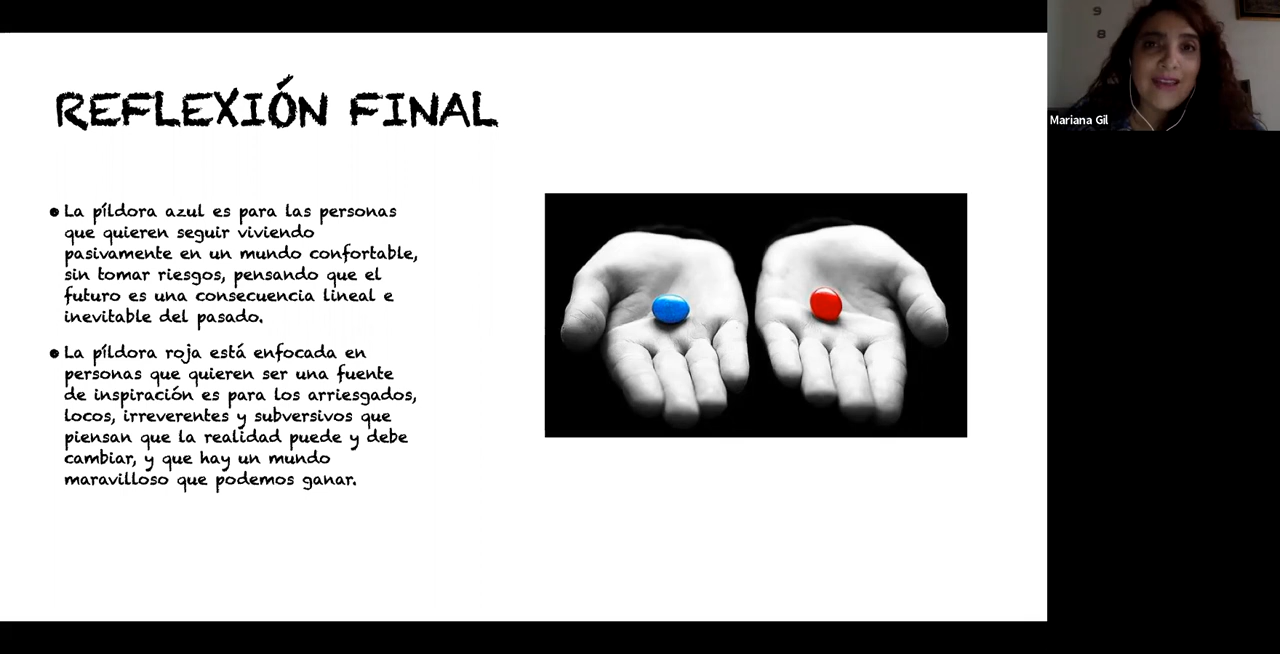 REFLEXIÓN FINAL
La píldora azul es para las personas
que quieren seguir viviendo
pasivamente en un mundo confortable,
sin tomar riesgos, pensando que el
futuro es una consecuencia lineal e
inevitable del pasado.
La píldora roja está enfocada en
personas que quieren ser una fuente
de inspiración es para los arriesgados,
locos, irreverentes y subversivos que
piensan que la realidad puede y debe
cambiar, y que hay un mundo
maravilloso que podemos ganar.
9
8
Mariana Gil